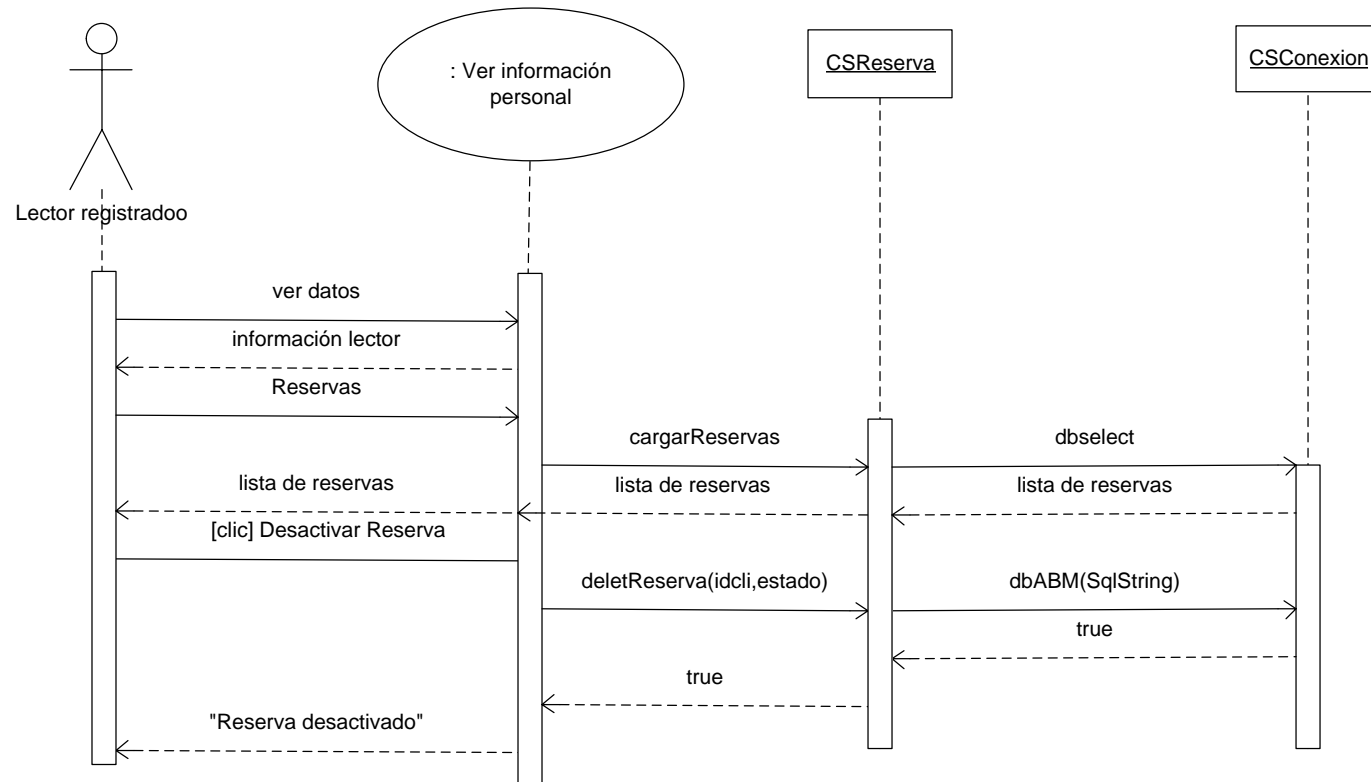 : Ver información
personal
CSReserva
CSConexion
Lector registradoo
ver datos
información lector
Reservas
cargarReservas
dbselect
lista de reservas
lista de reservas
lista de reservas
[clic] Desactivar Reserva
deletReserva(idcli,estado)
dbABM(SqlString)
true
true
"Reserva desactivado"